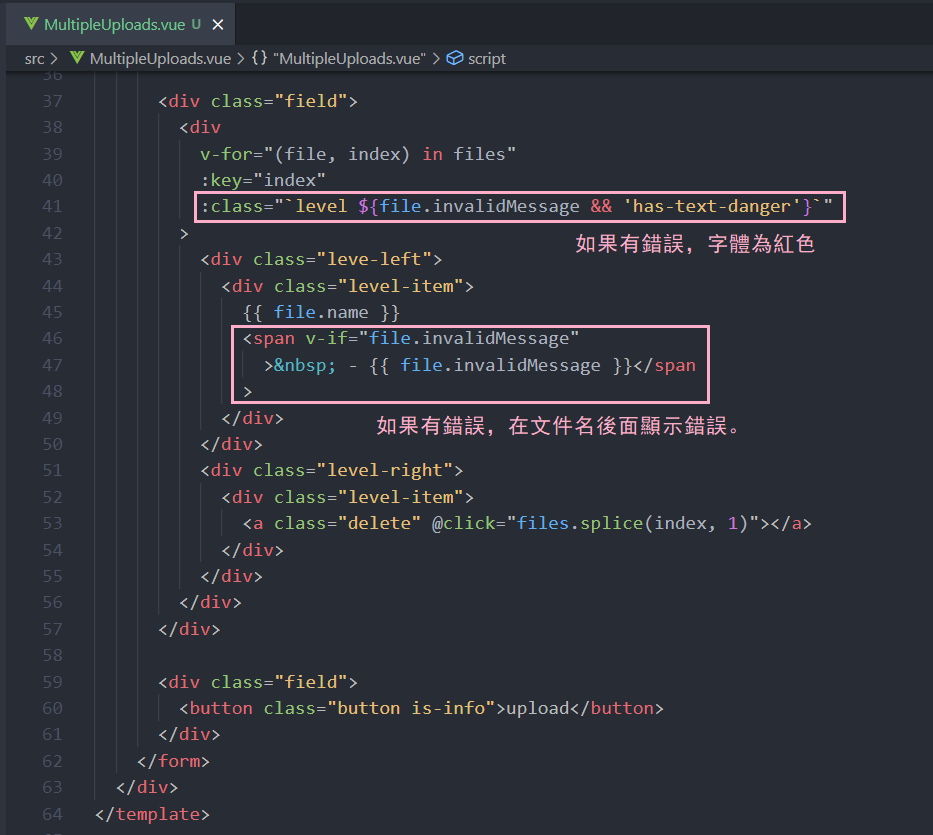 MultipleUploads.vue U ×
src > MultipleUploads.vue > {} "MultipleUploads.vue" > script
36
37 <div class="field">
38 <div
39 v-for="(file, index) in files"
40 :key="index"
41 :class="`level ${file.invalidMessage && 'has-text-danger'}`"
42 >
如果有錯誤，字體為紅色
43 <div class="leve-left">
44 <div class="level-item">
45 {{ file.name }}
46 <span v-if="file.invalidMessage"
47 >&nbsp; - {{ file.invalidMessage }}</span
48 >
49 </div>
如果有錯誤，在文件名後面顯示錯誤。
50 </div>
51 <div class="level-right">
52 <div class="level-item">
53 <a class="delete" @click="files.splice(index, 1)"></a>
54 </div>
55 </div>
56 </div>
57 </div>
58
59 <div class="field">
60 <button class="button is-info">upload</button>
61 </div>
62 </form>
63 </div>
64 </template>